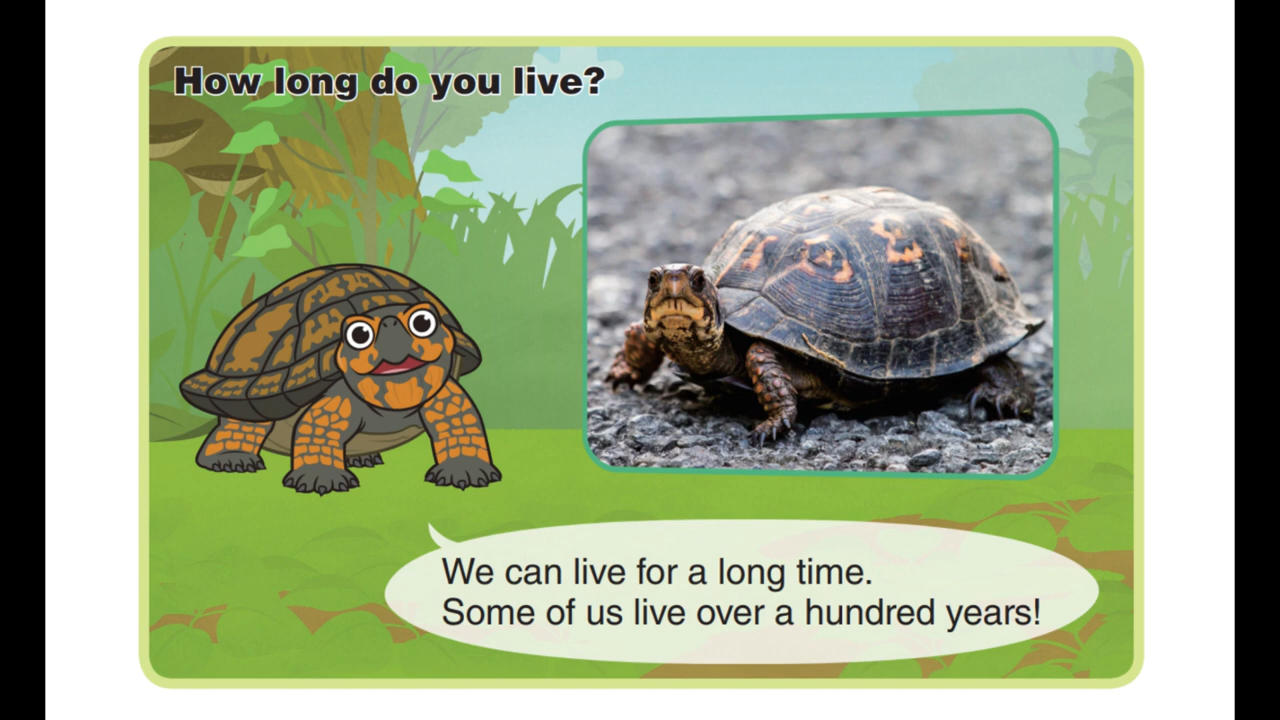 How long do you live?
We can live for a long time.
Some of us live over a hundred years!